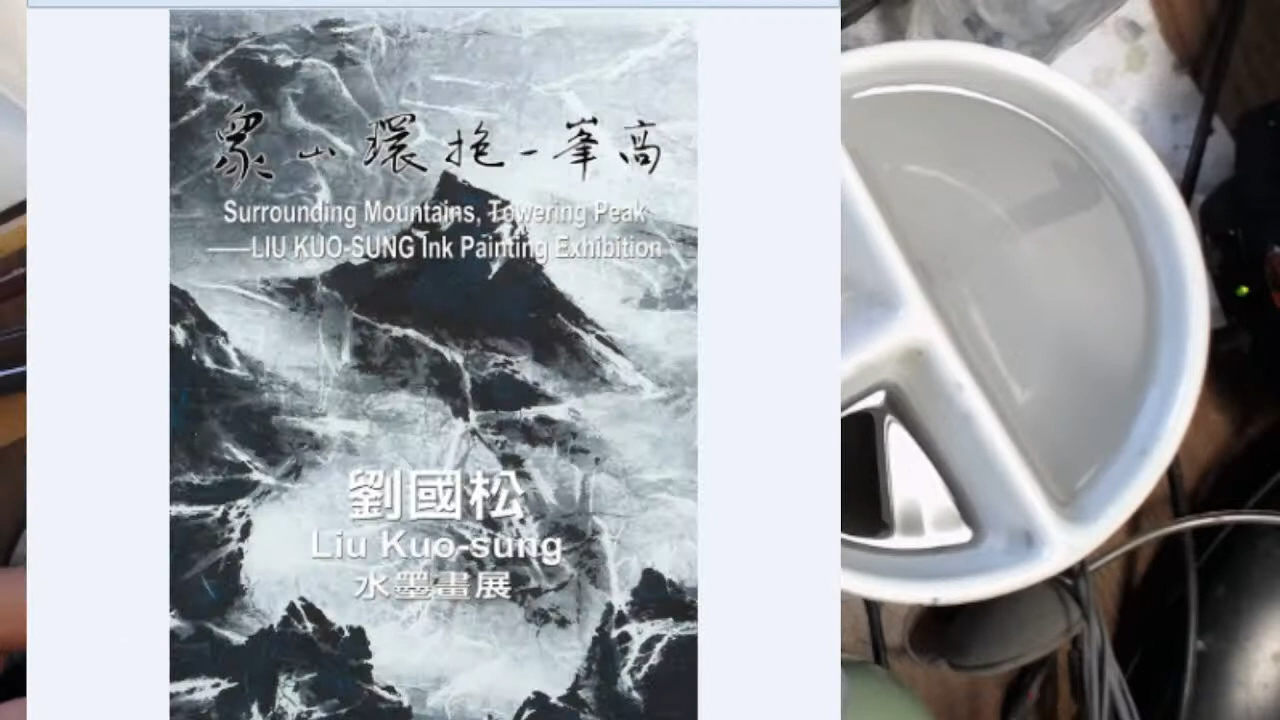 眾山環抱一峯高
Surrounding Mountains, Towering Peak
——LIU KUO-SUNG Ink Painting Exhibition
劉國松
Liu Kuo-sung
水墨畫展